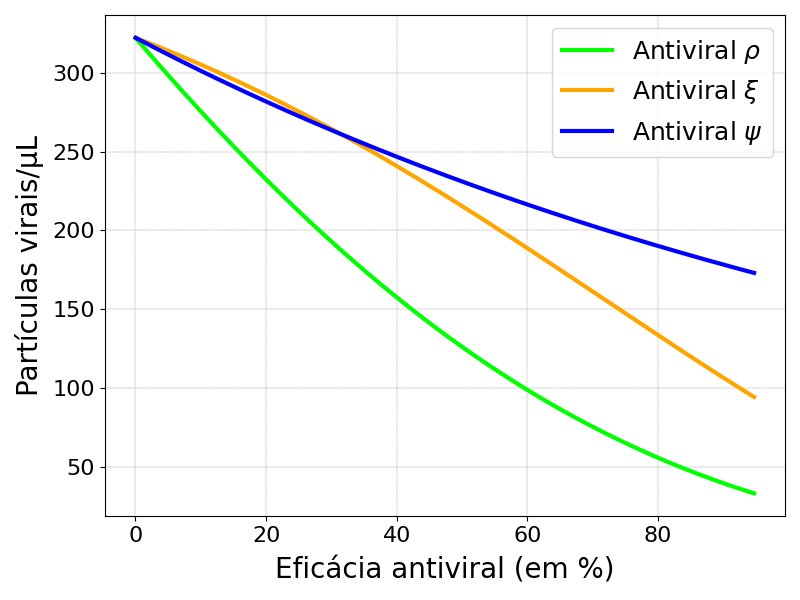 Antiviral ρ
Antiviral ξ
Antiviral ψ
Partículas virais/µL
300
250
200
150
100
50
0 20 40 60 80
Eficácia antiviral (em %)